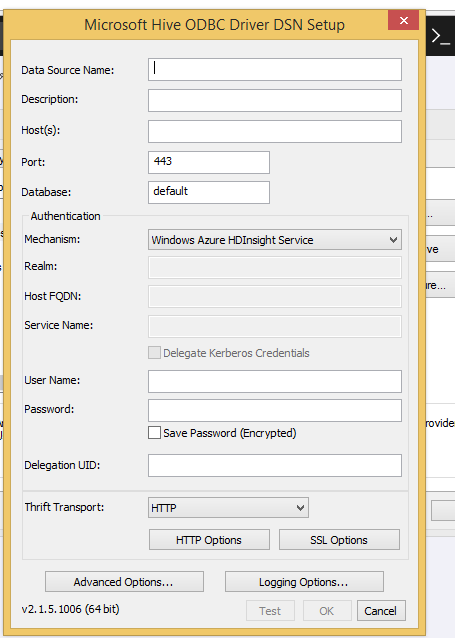 Microsoft Hive ODBC Driver DSN Setup
Data Source Name:
Description:
Host(s):
Port: 443
Database: default
Authentication
Mechanism: Windows Azure HDInsight Service
Realm:
Host FQDN:
Service Name:
Delegate Kerberos Credentials
User Name:
Password:
Save Password (Encrypted)
Delegation UID:
Thrift Transport: HTTP
HTTP Options SSL Options
Advanced Options... Logging Options...
v2.1.5.1006 (64 bit) Test OK Cancel